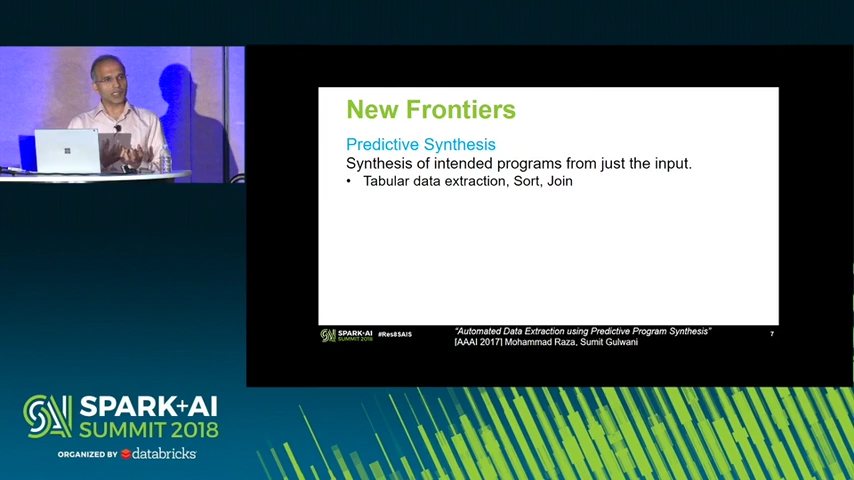 New Frontiers
Predictive Synthesis
Synthesis of intended programs from just the input.
• Tabular data extraction, Sort, Join
SPARK+AI
SUMMIT 2018
#Res8SAIS
"Automated Data Extraction using Predictive Program Synthesis"
[AAAI 2017] Mohammad Raza, Sumit Gulwani
7
SPARK+AI
SUMMIT 2018
ORGANIZED BY databricks